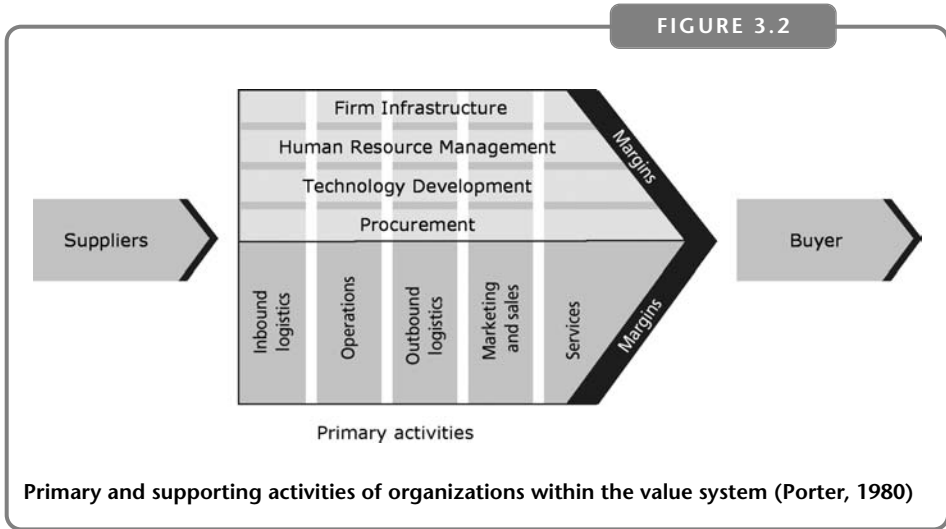 FIGURE 3.2
Firm Infrastructure
Human Resource Management
Technology Development
Procurement
Margins
Suppliers
Buyer
Inbound
logistics
Operations
Outbound
logistics
Marketing
and sales
Services
Margins
Primary activities
Primary and supporting activities of organizations within the value system (Porter, 1980)